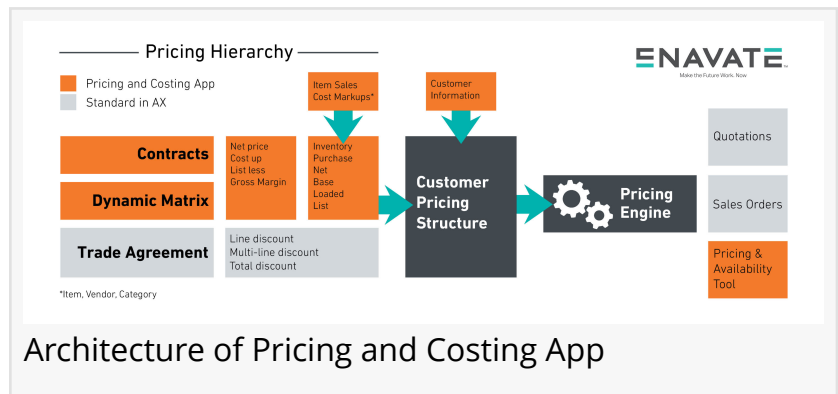 Pricing Hierarchy
ENAVATE
Make the Future Work. Now
Pricing and Costing App
Standard in AX
Item Sales
Cost Markups*
Customer
Information
Contracts
Dynamic Matrix
Trade Agreement
Net price
Cost up
List less
Gross Margin
Inventory
Purchase
Net
Base
Loaded
List
Line discount
Multi-line discount
Total discount
Customer
Pricing
Structure
Pricing
Engine
Quotations
Sales Orders
Pricing &
Availability
Tool
*Item, Vendor, Category
Architecture of Pricing and Costing App